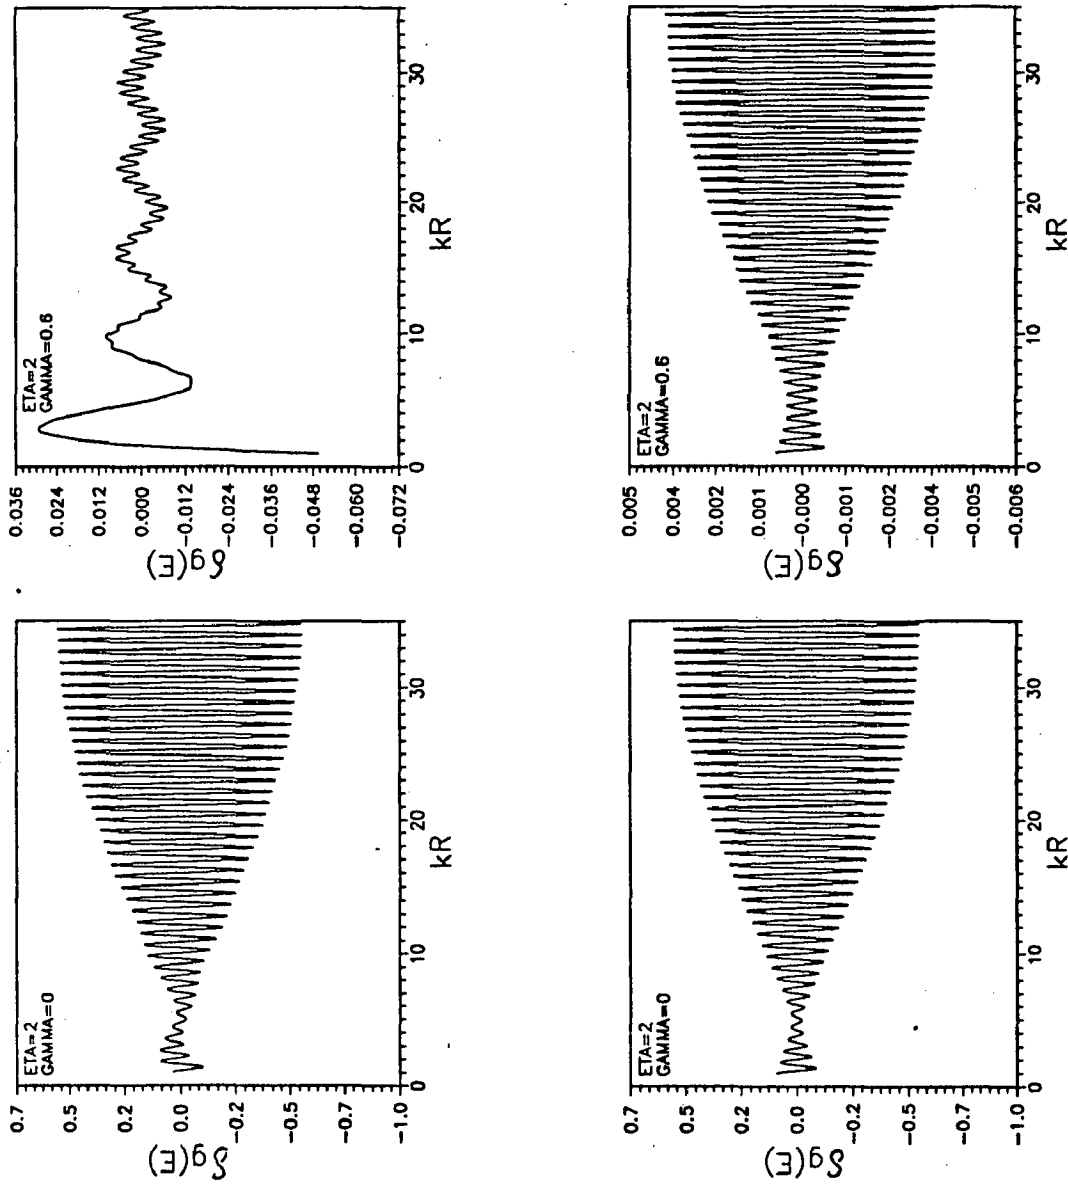 δg(E)
0.7
0.5
0.2
0.0
−0.2
−0.5
−0.7
−1.0
ETA=2
GAMMA=0
0 10 20 30
kR
δg(E)
0.036
0.024
0.012
0.000
−0.012
−0.024
−0.036
−0.048
−0.060
−0.072
ETA=2
GAMMA=0.6
0 10 20 30
kR
δg(E)
0.7
0.5
0.2
0.0
−0.2
−0.5
−0.7
−1.0
ETA=2
GAMMA=0
0 10 20 30
kR
δg(E)
0.005
0.004
0.002
0.001
−0.000
−0.001
−0.002
−0.004
−0.005
−0.006
ETA=2
GAMMA=0.6
0 10 20 30
kR